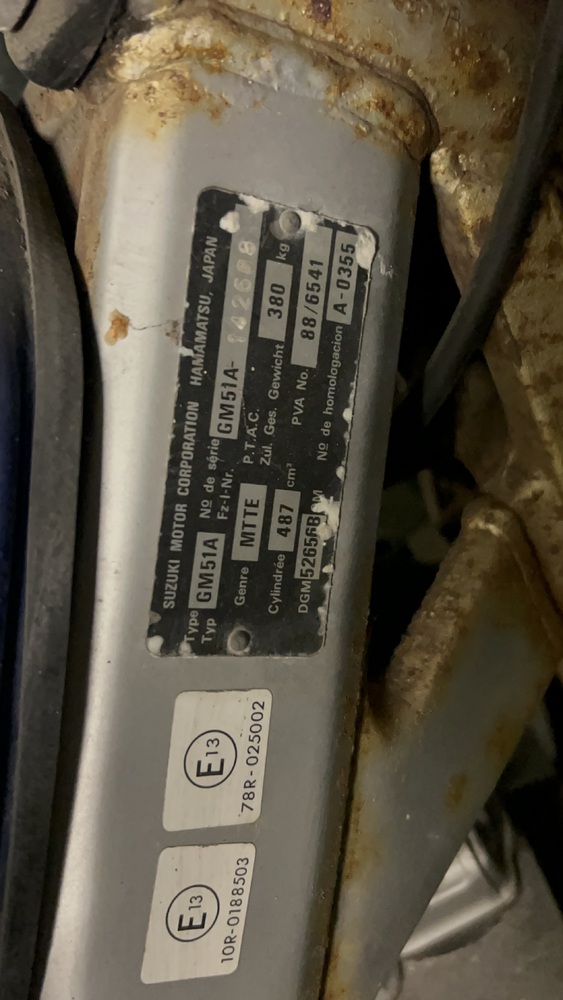 SUZUKI MOTOR CORPORATION HAMAMATSU, JAPAN
Type
Typ GM51A Nº de série
Fz-I-Nr. GM51A-
Genre MTTE P.T.A.C.
Zul. Ges. Gewicht 380 kg
Cylindrée 487 cm³ PVA No. 88/6541
DGM Nº de homologacion A-0355
E13
78R-025002
E13
10R-0188503